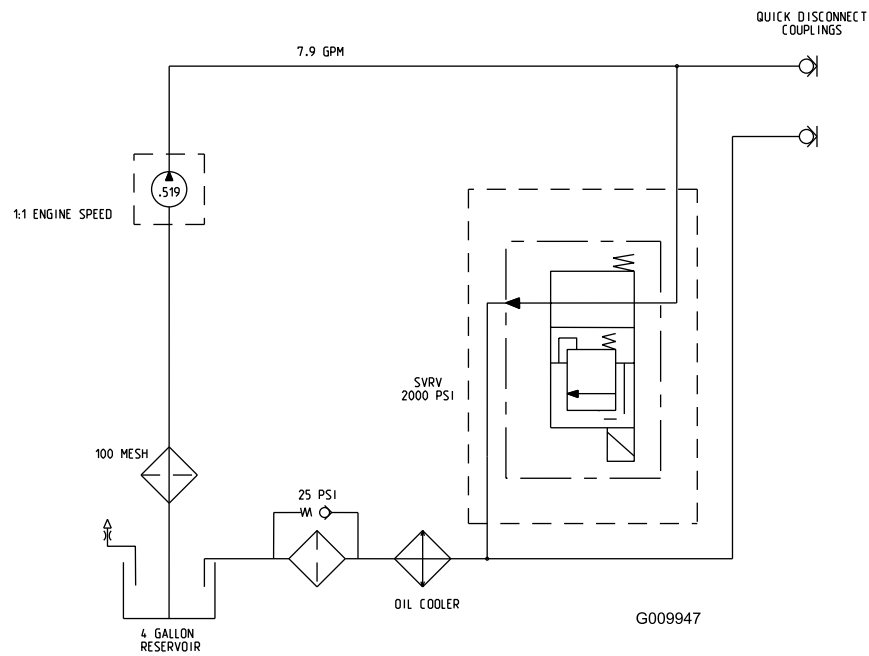 QUICK DISCONNECT
COUPLINGS
7.9 GPM
.519
1:1 ENGINE SPEED
SVRV
2000 PSI
100 MESH
25 PSI
OIL COOLER
G009947
4 GALLON
RESERVOIR